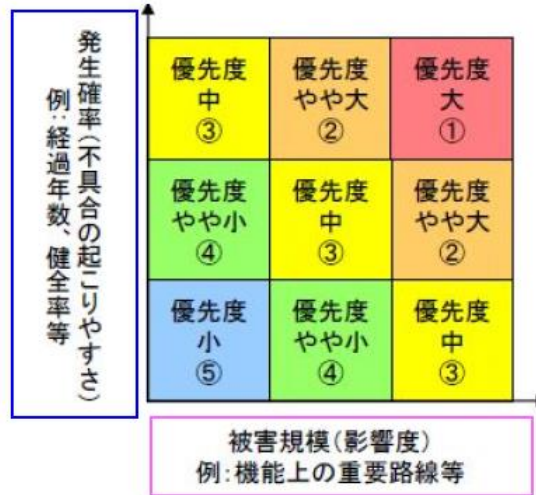 発生確率（不具合の起こりやすさ）
例：経過年数、健全率等
優先度
中
③
優先度
やや大
②
優先度
大
①
優先度
やや小
④
優先度
中
③
優先度
やや大
②
優先度
小
⑤
優先度
やや小
④
優先度
中
③
被害規模（影響度）
例：機能上の重要路線等